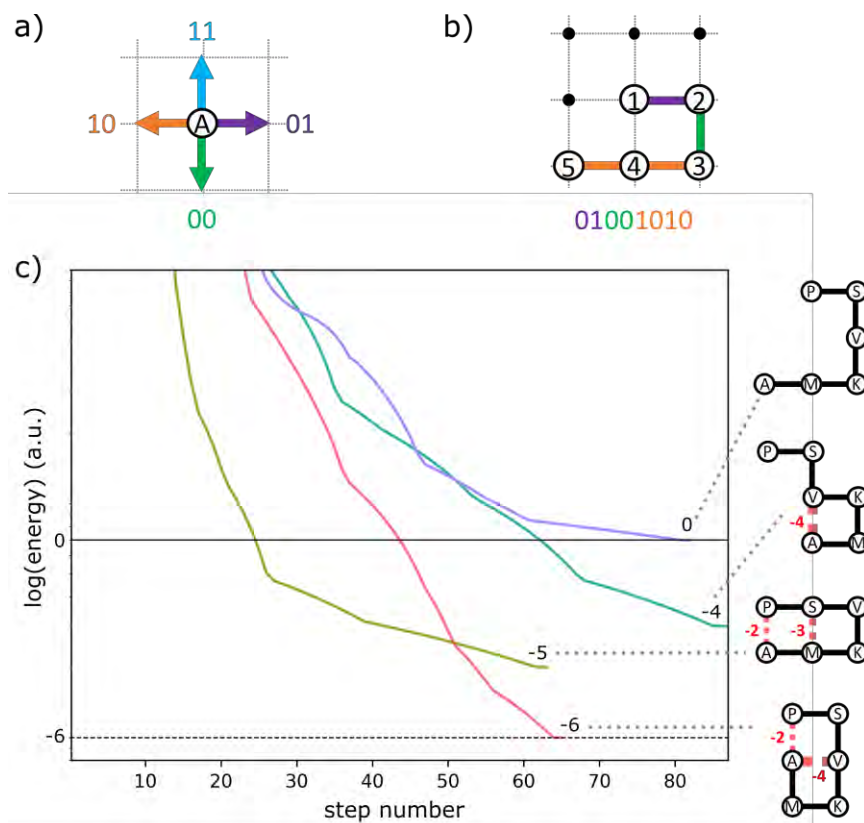 a)
11
10 A 01
00
b)
1 2
5 4 3
01001010
c)
log(energy) (a.u.)
0
-6
0
-4
-5
-6
10 20 30 40 50 60 70 80
step number
P S
V
A M K
P S
V K
-4
A M
P S V
-2 -3
A M K
P S
-2
A V
-4
M K